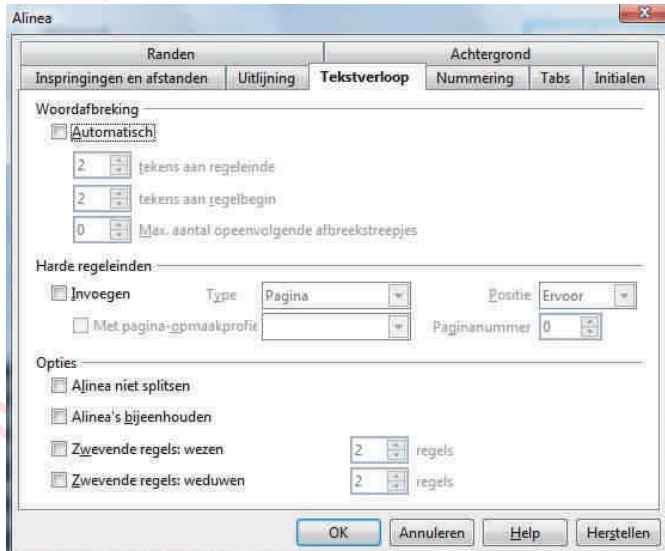 Alinea
Randen Achtergrond
Inspringingen en afstanden Uitlijning Tekstverloop Nummering Tabs Initialen
Woordafbreking
Automatisch
2 tekens aan regeleinde
2 tekens aan regelbegin
0 Max. aantal opeenvolgende afbreekstreepjes
Harde regeleinden
Invoegen Type Pagina Positie Ervoor
Met pagina-opmaakprofie Paginanummer 0
Opties
Alinea niet splitsen
Alinea's bijeenhouden
Zwevende regels: wezen 2 regels
Zwevende regels: weduwen 2 regels
OK Annuleren Help Herstellen